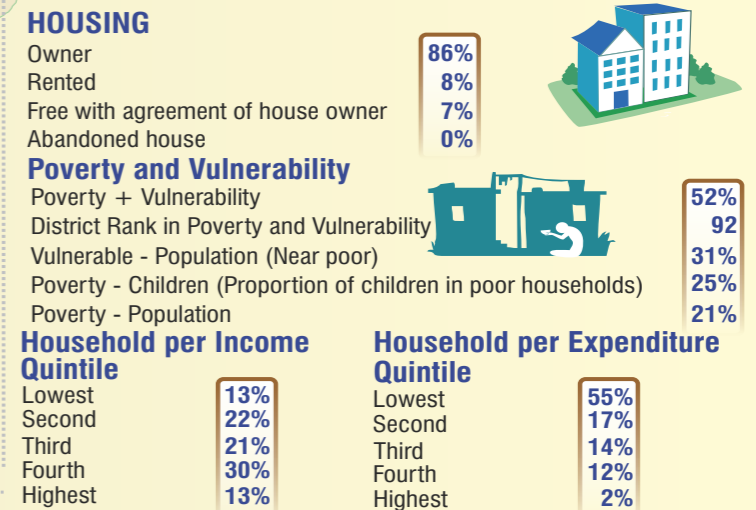 HOUSING
Owner 86%
Rented 8%
Free with agreement of house owner 7%
Abandoned house 0%
Poverty and Vulnerability
Poverty + Vulnerability 52%
District Rank in Poverty and Vulnerability 92
Vulnerable - Population (Near poor) 31%
Poverty - Children (Proportion of children in poor households) 25%
Poverty - Population 21%
Household per Income
Quintile
Lowest 13%
Second 22%
Third 21%
Fourth 30%
Highest 13%
Household per Expenditure
Quintile
Lowest 55%
Second 17%
Third 14%
Fourth 12%
Highest 2%